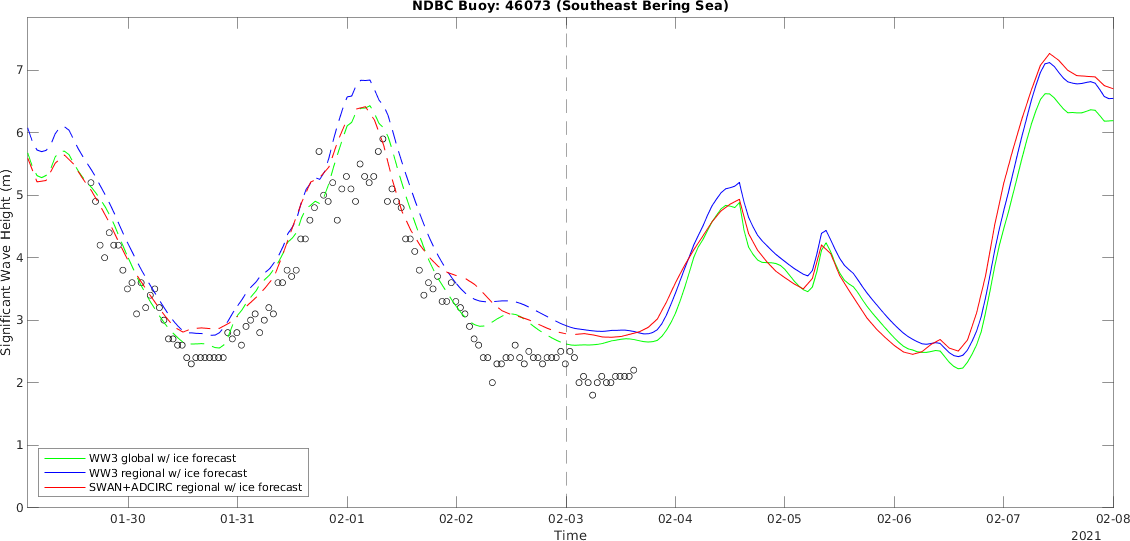 NDBC Buoy: 46073 (Southeast Bering Sea)
Significant Wave Height (m)
7
6
5
4
3
2
1
0
WW3 global w/ ice forecast
WW3 regional w/ ice forecast
SWAN+ADCIRC regional w/ ice forecast
01-30 01-31 02-01 02-02 02-03 02-04 02-05 02-06 02-07 02-08
Time
2021